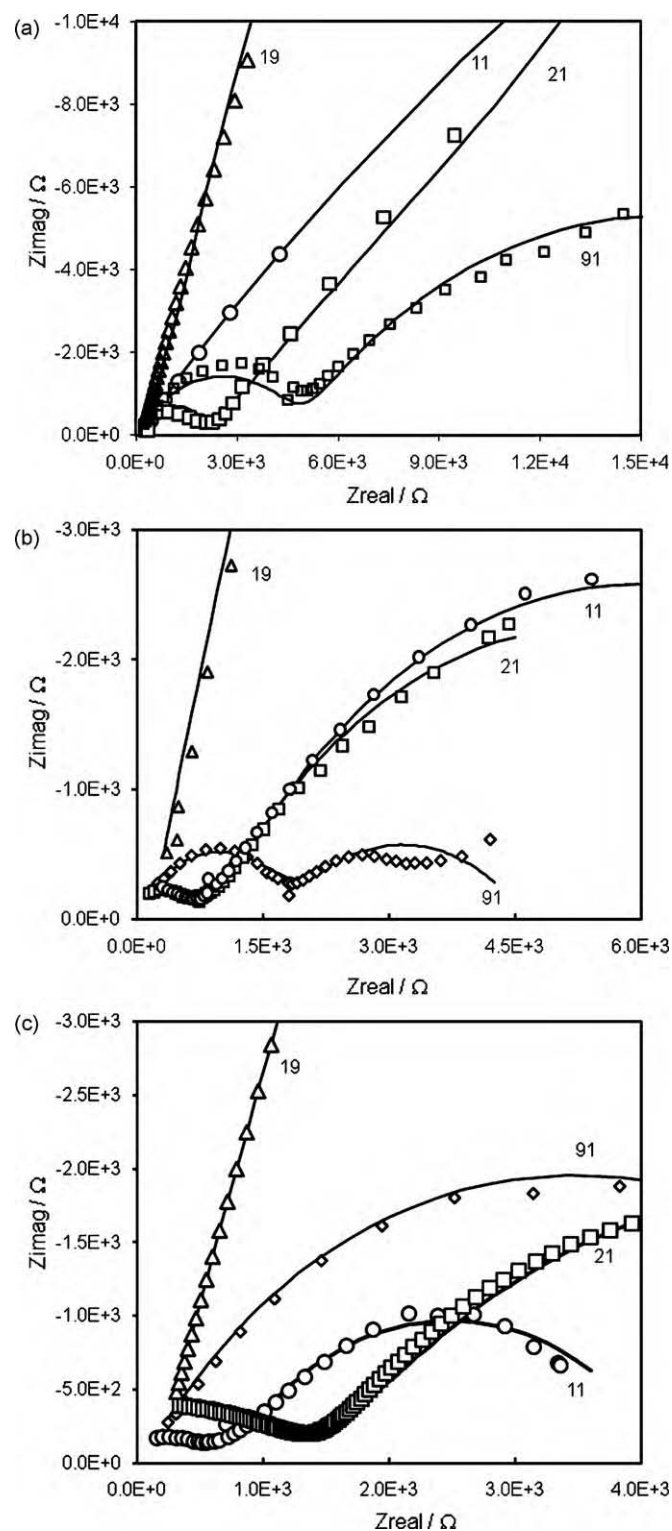 (a)
-1.0E+4
-8.0E+3
-6.0E+3
-4.0E+3
-2.0E+3
0.0E+0
Zimag / Ω
19
11
21
91
0.0E+0 3.0E+3 6.0E+3 9.0E+3 1.2E+4 1.5E+4
Zreal / Ω
(b)
-3.0E+3
-2.0E+3
-1.0E+3
0.0E+0
Zimag / Ω
19
11
21
91
0.0E+0 1.5E+3 3.0E+3 4.5E+3 6.0E+3
Zreal / Ω
(c)
-3.0E+3
-2.5E+3
-2.0E+3
-1.5E+3
-1.0E+3
-5.0E+2
0.0E+0
Zimag / Ω
19
91
21
11
0.0E+0 1.0E+3 2.0E+3 3.0E+3 4.0E+3
Zreal / Ω